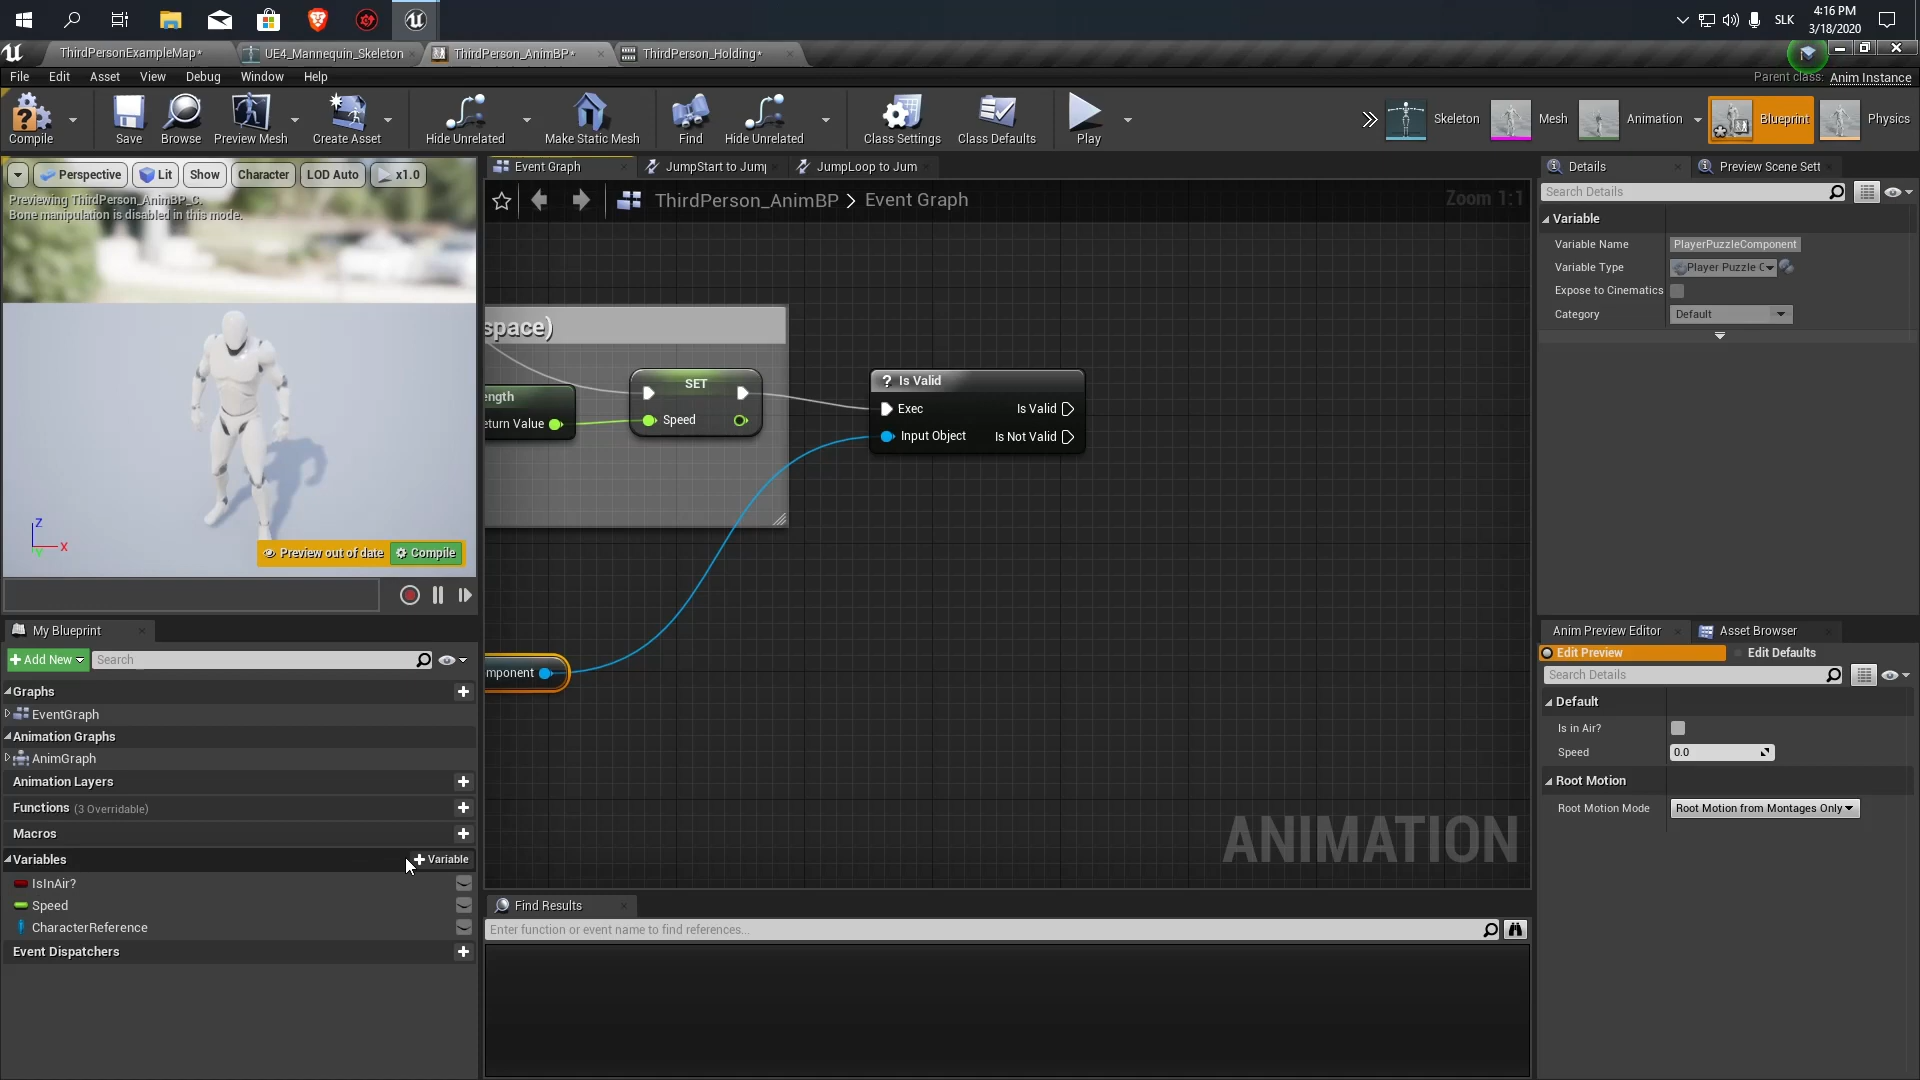 SLK
4:16 PM
3/18/2020
ThirdPersonExampleMap*
UE4_Mannequin_Skeleton
ThirdPerson_AnimBP*
ThirdPerson_Holding*
File
Edit
Asset
View
Debug
Window
Help
Parent class: Anim Instance
Compile
Save
Browse
Preview Mesh
Create Asset
Hide Unrelated
Make Static Mesh
Find
Hide Unrelated
Class Settings
Class Defaults
Play
Skeleton
Mesh
Animation
Blueprint
Physics
Perspective
Lit
Show
Character
LOD Auto
x1.0
Previewing ThirdPerson_AnimBP_C.
Bone manipulation is disabled in this mode.
Z
X
Y
Preview out of date
Compile
Event Graph
JumpStart to Jump
JumpLoop to Jum
ThirdPerson_AnimBP > Event Graph
Zoom 1:1
space)
ength
eturn Value
SET
Speed
? Is Valid
Exec
Is Valid
Input Object
Is Not Valid
mponent
ANIMATION
My Blueprint
Add New
Search
Graphs
EventGraph
Animation Graphs
AnimGraph
Animation Layers
Functions (3 Overridable)
Macros
Variables
Variable
IsInAir?
Speed
CharacterReference
Event Dispatchers
Find Results
Enter function or event name to find references...
Details
Preview Scene Sett
Search Details
Variable
Variable Name
PlayerPuzzleComponent
Variable Type
Player Puzzle C
Expose to Cinematics
Category
Default
Anim Preview Editor
Asset Browser
Edit Preview
Edit Defaults
Search Details
Default
Is in Air?
Speed
0.0
Root Motion
Root Motion Mode
Root Motion from Montages Only